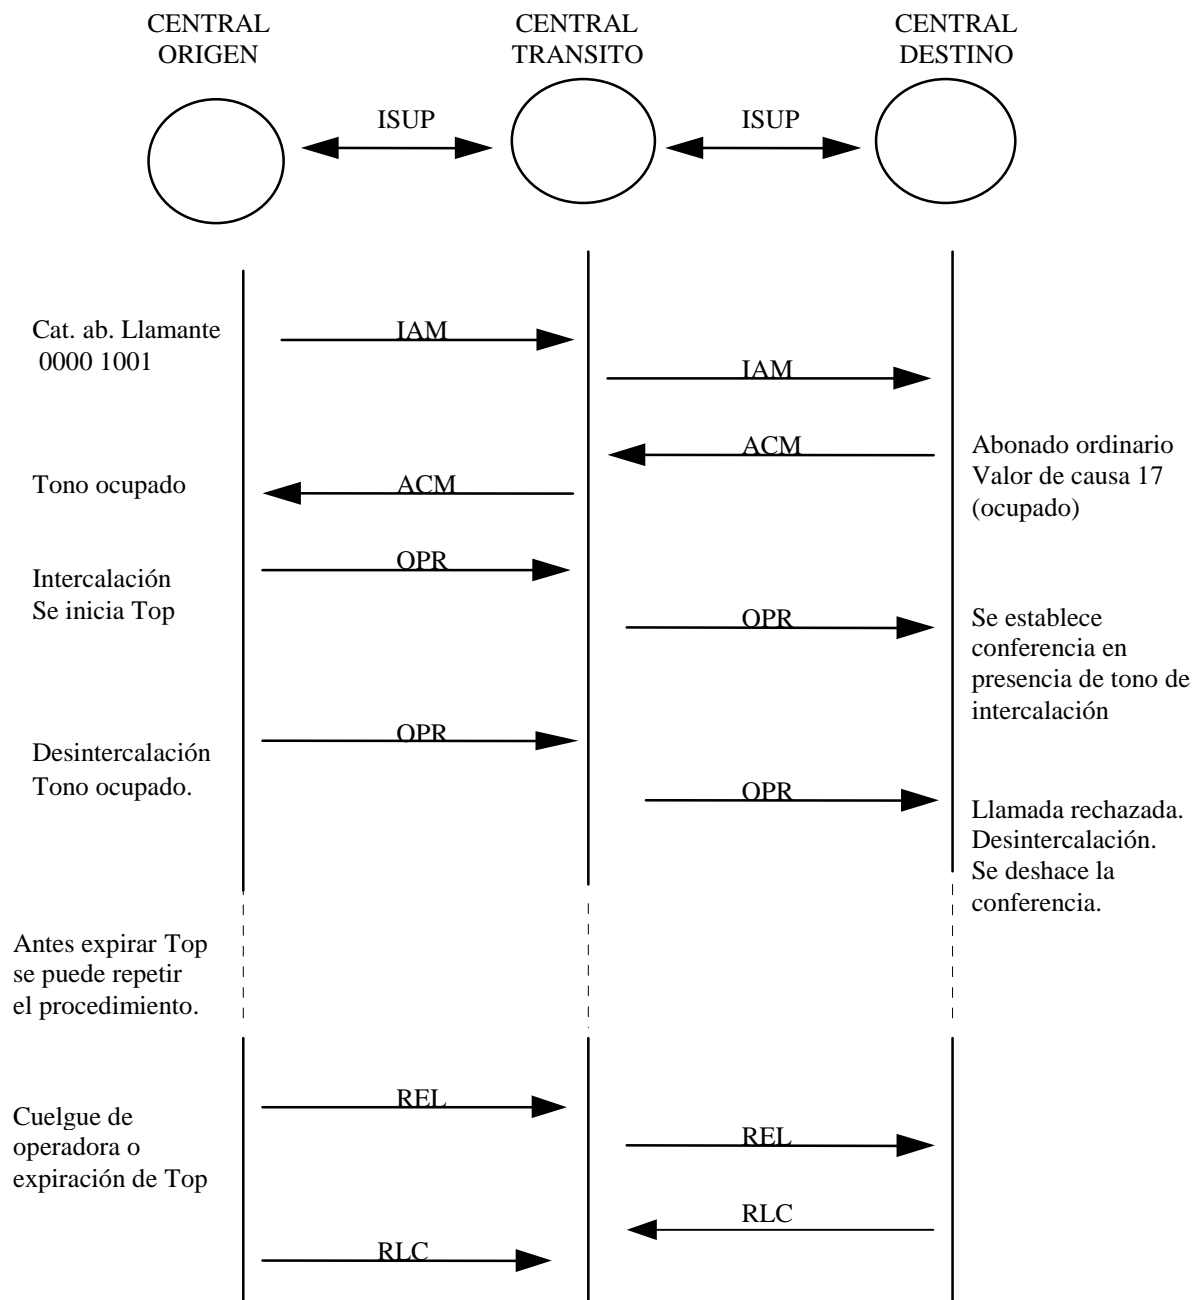 CENTRAL
ORIGEN
CENTRAL
TRANSITO
CENTRAL
DESTINO
ISUP
ISUP
Cat. ab. Llamante
0000 1001
IAM
IAM
ACM
Abonado ordinario
Valor de causa 17
(ocupado)
Tono ocupado
ACM
OPR
Intercalación
Se inicia Top
OPR
Se establece
conferencia en
presencia de tono de
intercalación
OPR
Desintercalación
Tono ocupado.
OPR
Llamada rechazada.
Desintercalación.
Se deshace la
conferencia.
Antes expirar Top
se puede repetir
el procedimiento.
REL
Cuelgue de
operadora o
expiración de Top
REL
RLC
RLC